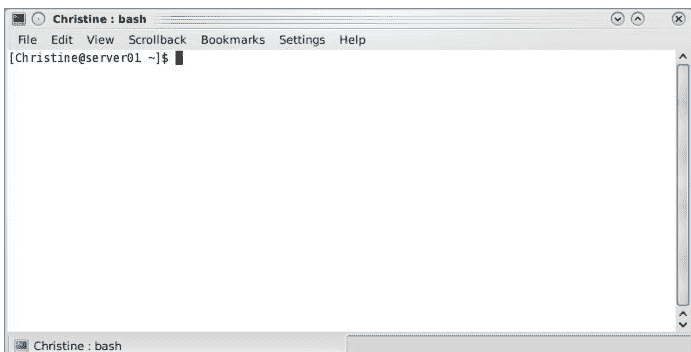 Christine : bash
File Edit View Scrollback Bookmarks Settings Help
[Christine@server01 ~]$
Christine : bash